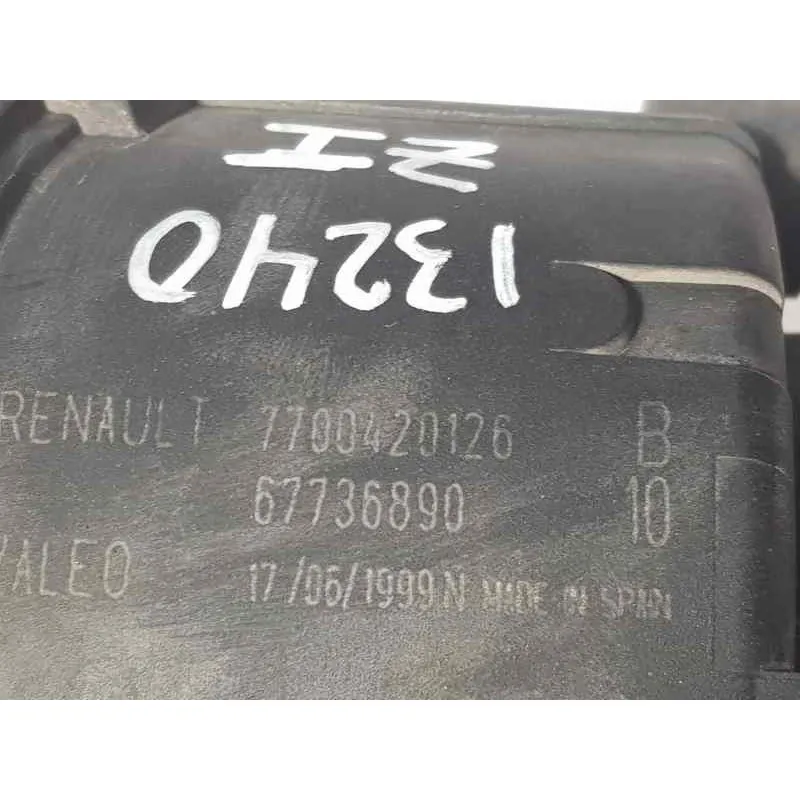 ZI
13240
RENAULT 7700420126 B
67736890 10
VALEO 17/06/1999 N MADE IN SPAIN